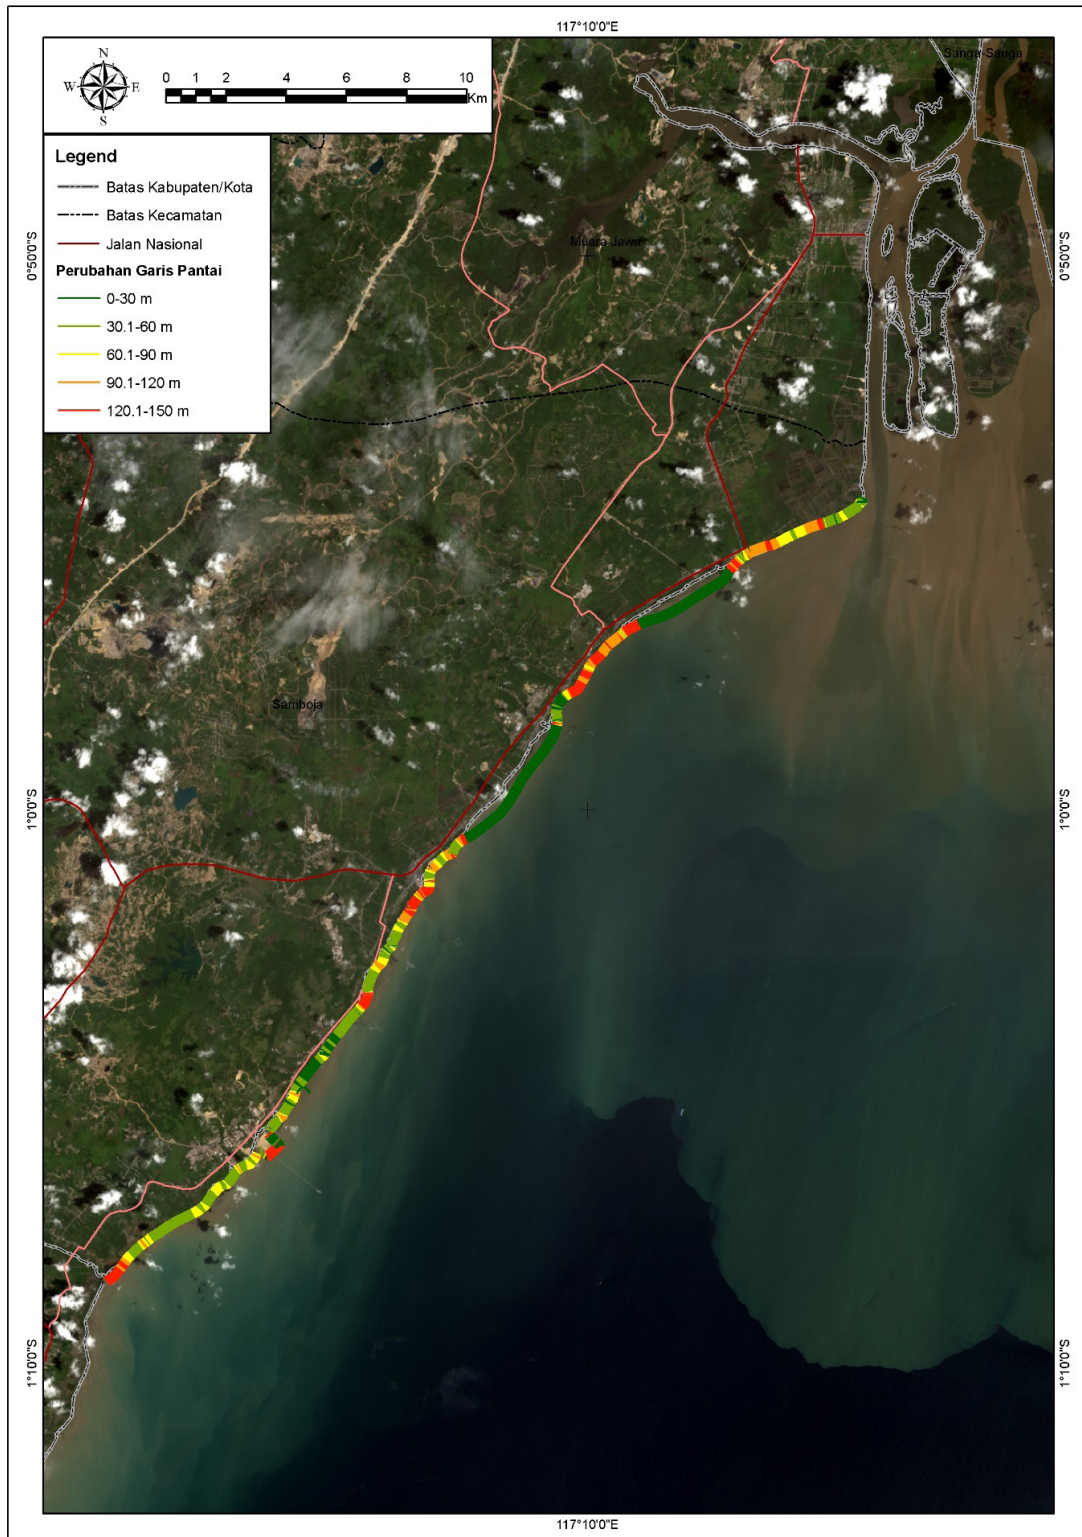 117°10'0"E
Sanga-Sanga
N
W E
S
0 1 2 4 6 8 10
Km
Legend
Batas Kabupaten/Kota
Batas Kecamatan
Jalan Nasional
Perubahan Garis Pantai
0-30 m
30.1-60 m
60.1-90 m
90.1-120 m
120.1-150 m
Muara Jawa
0°50'0"S
0°50'0"S
Samboja
1°0'0"S
1°0'0"S
1°10'0"S
1°10'0"S
117°10'0"E